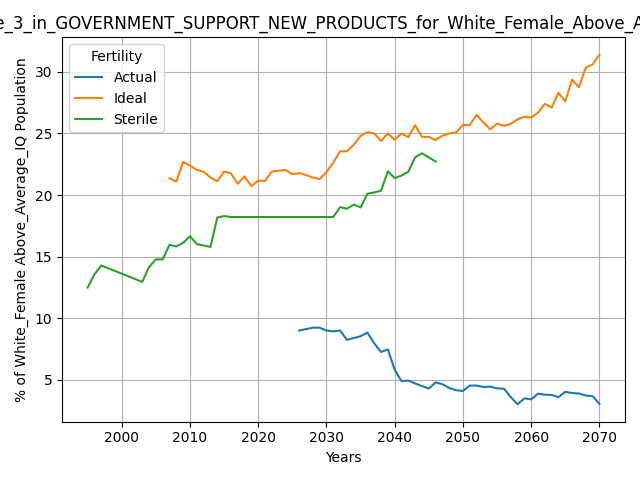 e_3_in_GOVERNMENT_SUPPORT_NEW_PRODUCTS_for_White_Female_Above_A
% of White_Female Above_Average_IQ Population
Fertility
Actual
Ideal
Sterile
30
25
20
15
10
5
2000 2010 2020 2030 2040 2050 2060 2070
Years